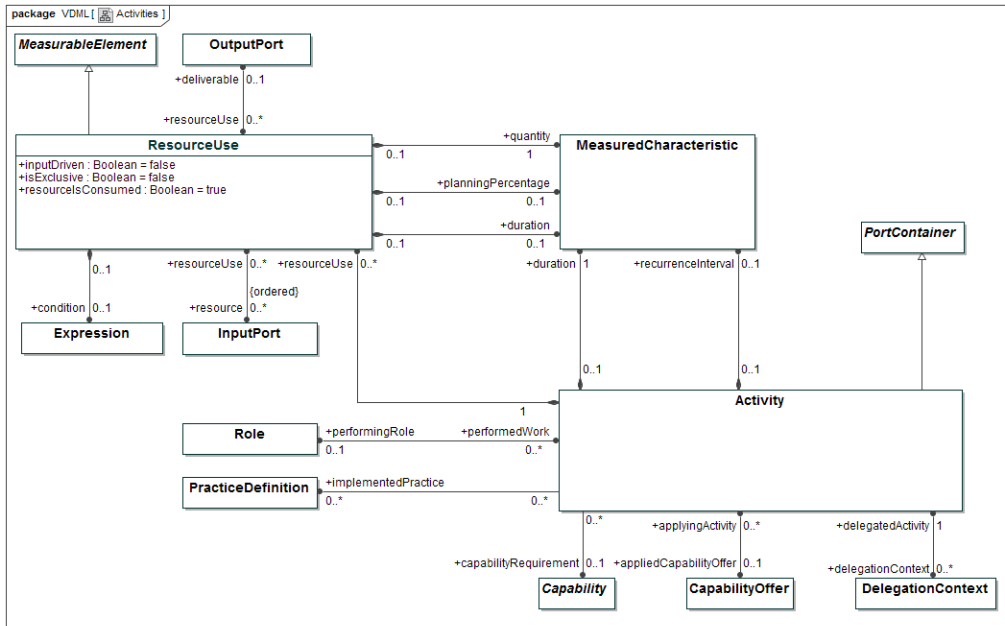 package VDML [ Activities ]
MeasurableElement
OutputPort
+deliverable 0..1
+resourceUse 0..*
ResourceUse
+inputDriven : Boolean = false
+isExclusive : Boolean = false
+resourceIsConsumed : Boolean = true
+quantity
0..1 1
+planningPercentage
0..1 0..1
+duration
0..1 0..1
MeasuredCharacteristic
PortContainer
+resourceUse 0..* +resourceUse 0..*
+duration 1 +recurrenceInterval 0..1
0..1
{ordered}
+condition 0..1 +resource 0..*
Expression
InputPort
0..1 0..1
1
Activity
Role
+performingRole +performedWork
0..1 0..*
PracticeDefinition
+implementedPractice
0..* 0..*
0..* +applyingActivity 0..* +delegatedActivity 1
+capabilityRequirement 0..1 +appliedCapabilityOffer 0..1 +delegationContext 0..*
Capability
CapabilityOffer
DelegationContext